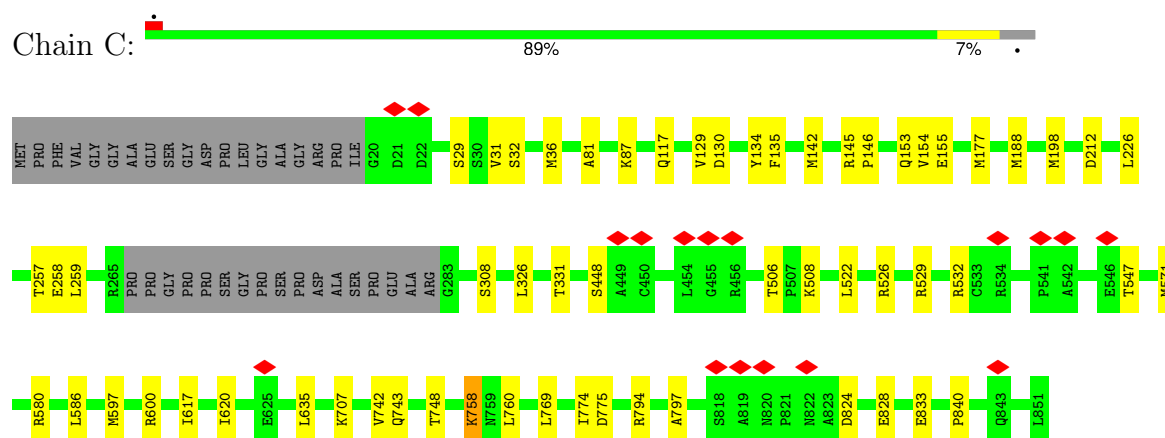 Chain C:
89% 7%
MET PRO PHE VAL GLY GLY ALA GLU SER GLY ASP PRO LEU GLY ALA GLY ARG PRO ILE G20 D21 D22 S29 S30 V31 S32 M36 A81 K87 Q117 V129 D130 Y134 F135 M142 R145 P146 Q153 V154 E155 M177 M188 M198 D212 L226
T257 E258 L259 R265 PRO PRO GLY PRO PRO SER GLY PRO SER PRO ASP ALA SER PRO GLU ALA ARG G283 S308 L326 T331 S448 A449 C450 L454 G455 R456 T506 P507 K508 L522 R526 R529 R532 C533 R534 P541 A542 E546 T547
R580 L586 M597 R600 I617 I620 E625 L635 K707 V742 Q743 T748 K758 N759 L760 L769 I774 D775 R794 A797 S818 A819 N820 P821 N822 A823 D824 E828 E833 P840 Q843 L851